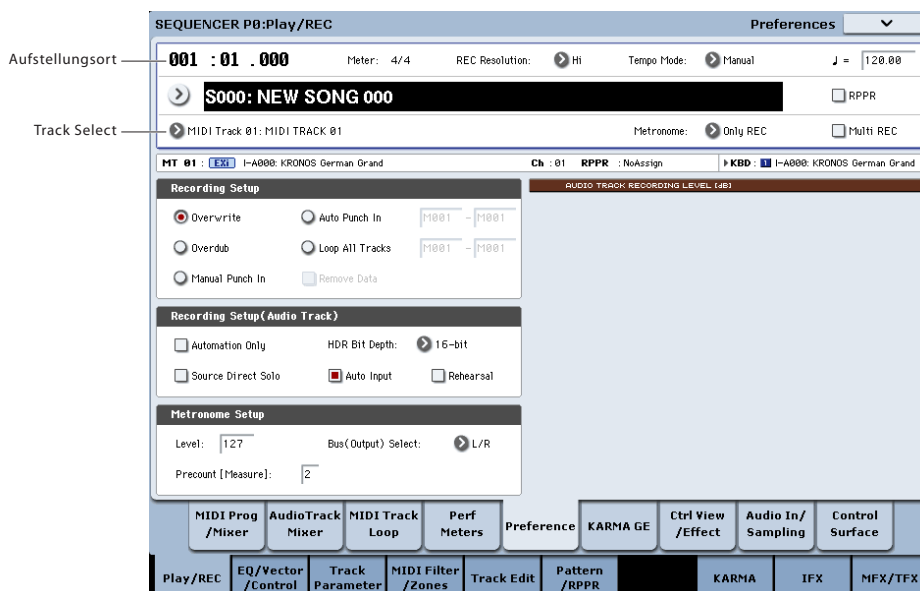 SEQUENCER P0:Play/REC Preferences
Aufstellungsort 001 :01 .000 Meter: 4/4 REC Resolution: Hi Tempo Mode: Manual ♩ = 120.00
S000: NEW SONG 000 RPPR
Track Select MIDI Track 01: MIDI TRACK 01 Metronome: Only REC Multi REC
MT 01 : EXi I-A000: KRONOS German Grand Ch :01 RPPR :NoAssign KBD : 1 I-A000: KRONOS German Grand
Recording Setup
Overwrite Auto Punch In M001 - M001
Overdub Loop All Tracks M001 - M001
Manual Punch In Remove Data
AUDIO TRACK RECORDING LEVEL [dB]
Recording Setup(Audio Track)
Automation Only HDR Bit Depth: 16-bit
Source Direct Solo Auto Input Rehearsal
Metronome Setup
Level: 127 Bus(Output) Select: L/R
Precount [Measure]: 2
MIDI Prog /Mixer AudioTrack Mixer MIDI Track Loop Perf Meters Preference KARMA GE Ctrl View /Effect Audio In/ Sampling Control Surface
Play/REC EQ/Vector /Control Track Parameter MIDI Filter /Zones Track Edit Pattern /RPPR KARMA IFX MFX/TFX